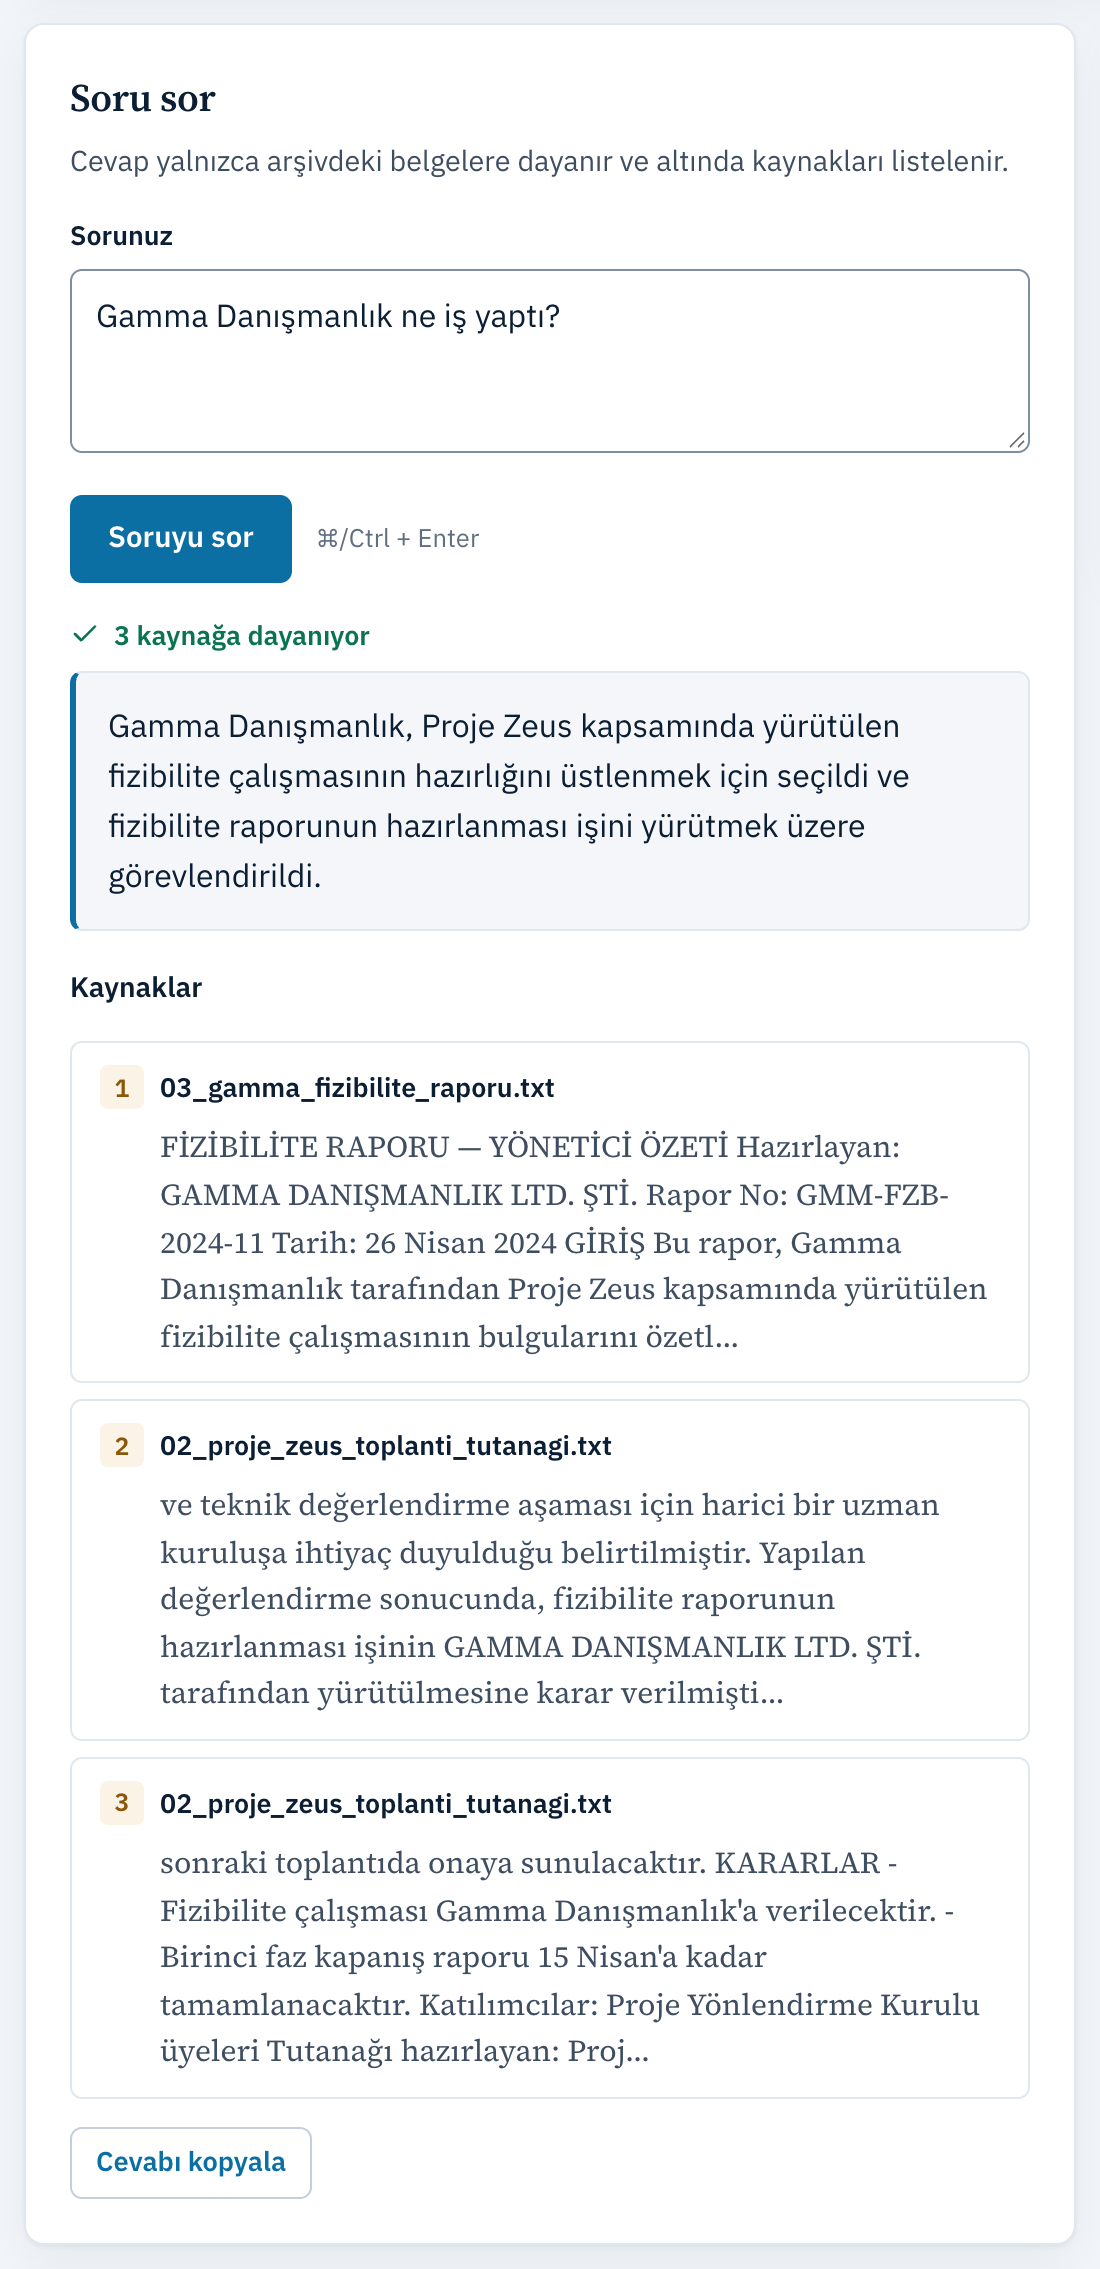 Soru sor
Cevap yalnızca arşivdeki belgelere dayanır ve altında kaynakları listelenir.
Sorunuz
Gamma Danışmanlık ne iş yaptı?
Soruyu sor ⌘/Ctrl + Enter
✓ 3 kaynağa dayanıyor
Gamma Danışmanlık, Proje Zeus kapsamında yürütülen
fizibilite çalışmasının hazırlığını üstlenmek için seçildi ve
fizibilite raporunun hazırlanması işini yürütmek üzere
görevlendirildi.
Kaynaklar
1 03_gamma_fizibilite_raporu.txt
FİZİBİLİTE RAPORU — YÖNETİCİ ÖZETİ Hazırlayan:
GAMMA DANIŞMANLIK LTD. ŞTİ. Rapor No: GMM-FZB-
2024-11 Tarih: 26 Nisan 2024 GİRİŞ Bu rapor, Gamma
Danışmanlık tarafından Proje Zeus kapsamında yürütülen
fizibilite çalışmasının bulgularını özetl...
2 02_proje_zeus_toplanti_tutanagi.txt
ve teknik değerlendirme aşaması için harici bir uzman
kuruluşa ihtiyaç duyulduğu belirtilmiştir. Yapılan
değerlendirme sonucunda, fizibilite raporunun
hazırlanması işinin GAMMA DANIŞMANLIK LTD. ŞTİ.
tarafından yürütülmesine karar verilmişti...
3 02_proje_zeus_toplanti_tutanagi.txt
sonraki toplantıda onaya sunulacaktır. KARARLAR -
Fizibilite çalışması Gamma Danışmanlık'a verilecektir. -
Birinci faz kapanış raporu 15 Nisan'a kadar
tamamlanacaktır. Katılımcılar: Proje Yönlendirme Kurulu
üyeleri Tutanağı hazırlayan: Proj...
Cevabı kopyala